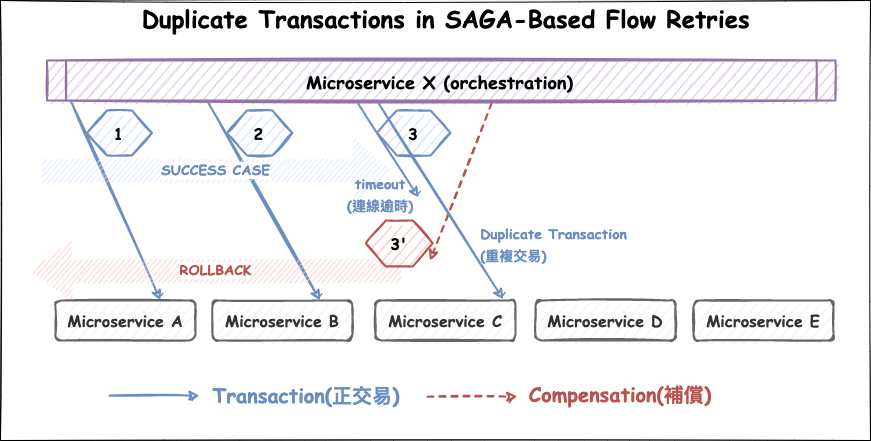 Duplicate Transactions in SAGA-Based Flow Retries
Microservice X (orchestration)
1
2
3
SUCCESS CASE
timeout
(連線逾時)
3'
Duplicate Transaction
(重複交易)
ROLLBACK
Microservice A
Microservice B
Microservice C
Microservice D
Microservice E
Transaction(正交易)
Compensation(補償)